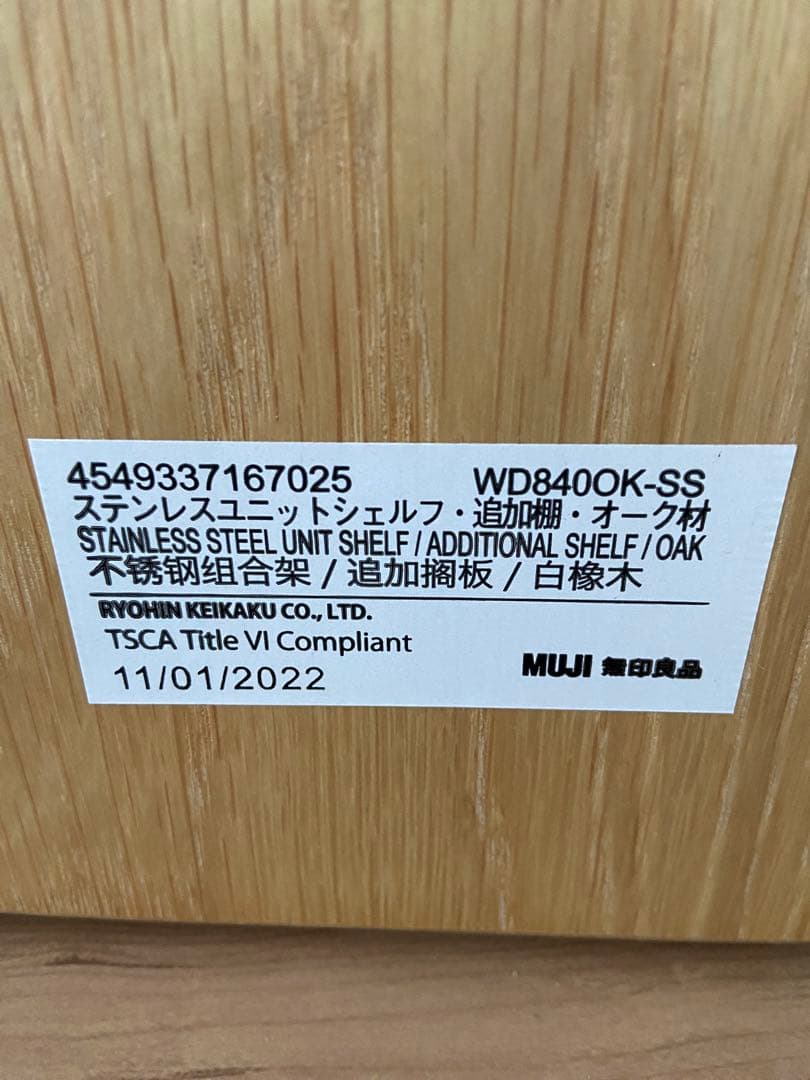 4549337167025 WD840OK-SS
ステンレスユニットシェルフ・追加棚・オーク材
STAINLESS STEEL UNIT SHELF / ADDITIONAL SHELF / OAK
不锈钢组合架 / 追加搁板 / 白橡木
RYOHIN KEIKAKU CO., LTD.
TSCA Title VI Compliant
11/01/2022
MUJI 無印良品